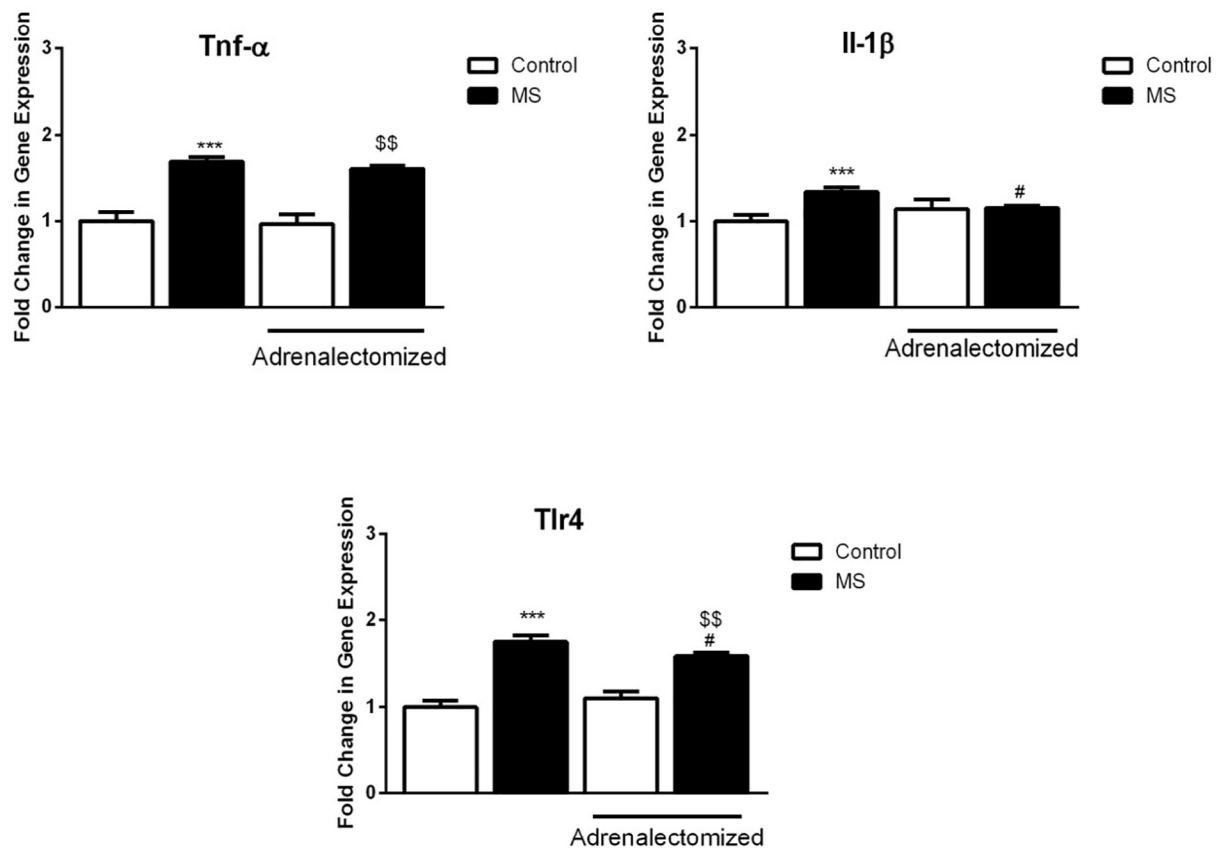 Tnf-α
Fold Change in Gene Expression
3
2
1
0
***
$$
Control
MS
Adrenalectomized
Il-1β
Fold Change in Gene Expression
3
2
1
0
***
#
Control
MS
Adrenalectomized
Tlr4
Fold Change in Gene Expression
3
2
1
0
***
$$
#
Control
MS
Adrenalectomized